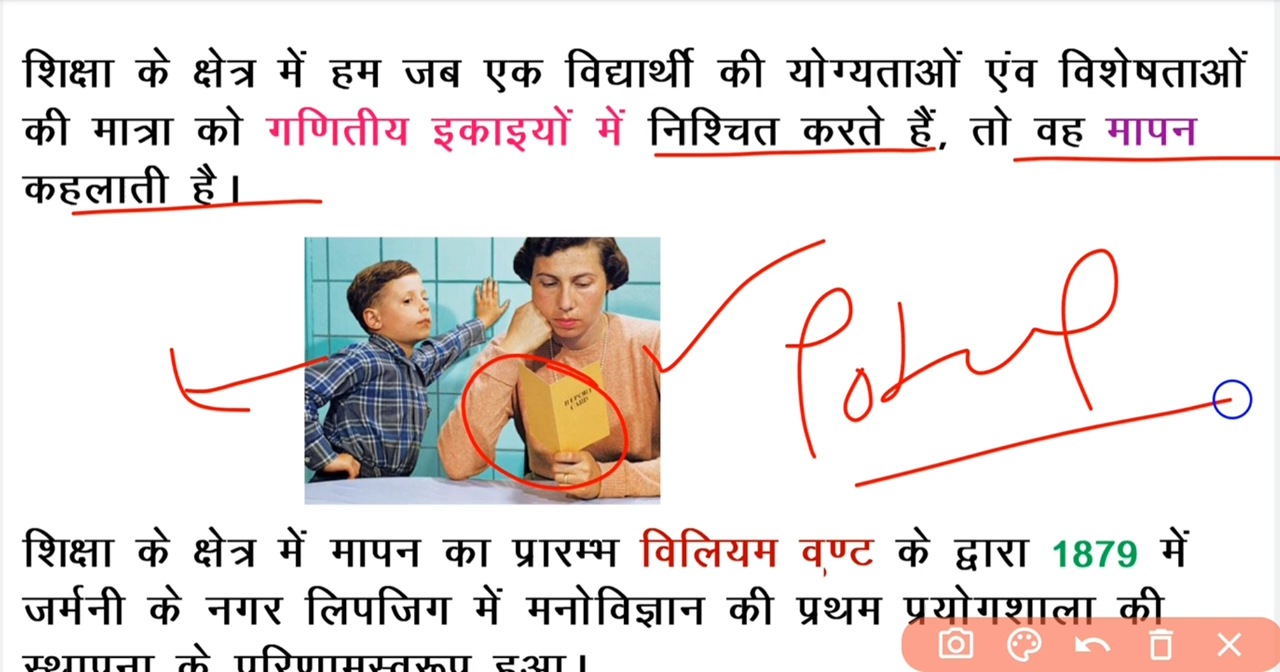 शिक्षा के क्षेत्र में हम जब एक विद्यार्थी की योग्यताओं एंव विशेषताओं
की मात्रा को गणितीय इकाइयों में निश्चित करते हैं, तो वह मापन
कहलाती है।
REPORT
CARD
शिक्षा के क्षेत्र में मापन का प्रारम्भ विलियम वुण्ट के द्वारा 1879 में
जर्मनी के नगर लिपजिग में मनोविज्ञान की प्रथम प्रयोगशाला की
स्थापना के परिणामस्वरूप हुआ।